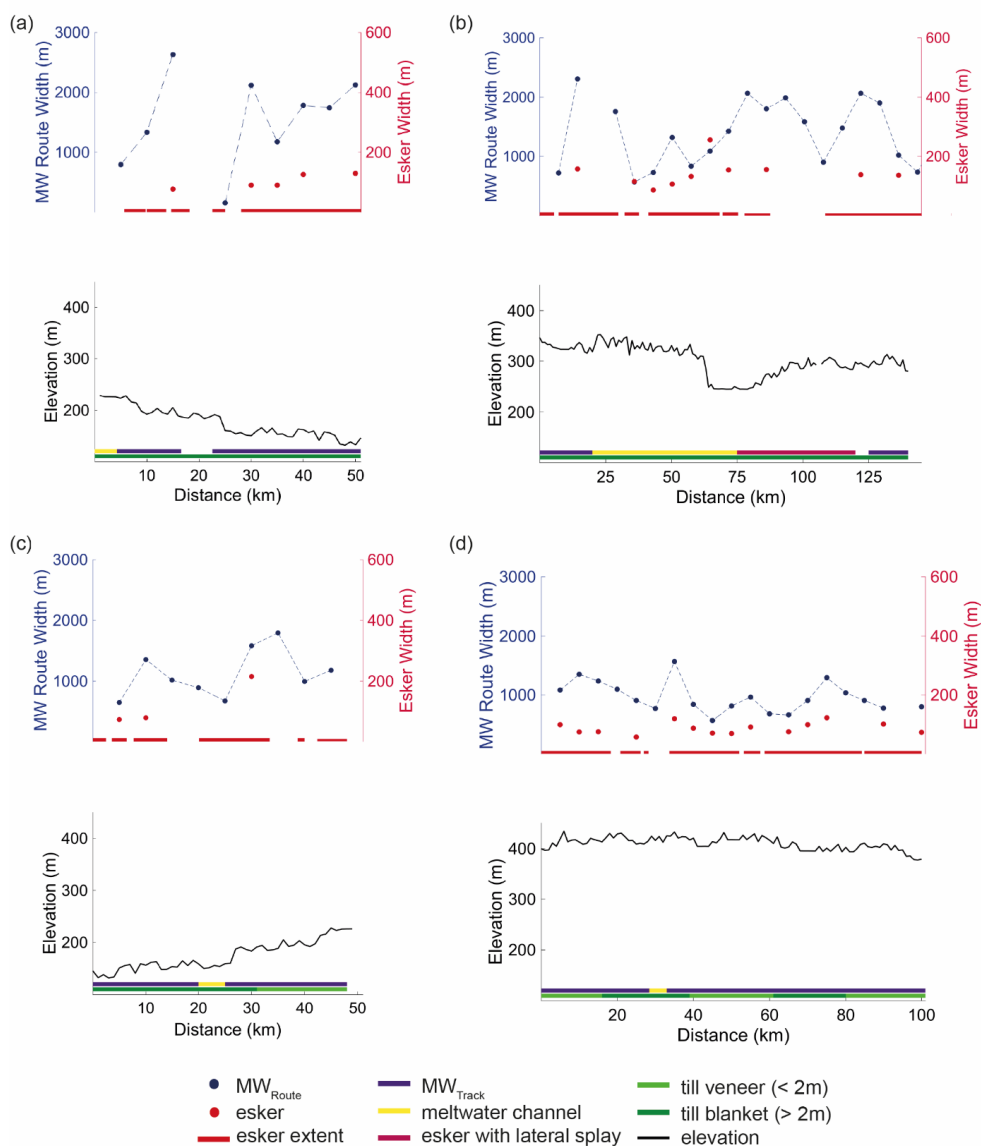 (a)
3000
2000
1000
MW Route Width (m)
600
400
200
Esker Width (m)
400
300
200
Elevation (m)
10 20 30 40 50
Distance (km)
(b)
3000
2000
1000
MW Route Width (m)
600
400
200
Esker Width (m)
400
300
200
Elevation (m)
25 50 75 100 125
Distance (km)
(c)
3000
2000
1000
MW Route Width (m)
600
400
200
Esker Width (m)
400
300
200
Elevation (m)
10 20 30 40 50
Distance (km)
(d)
3000
2000
1000
MW Route Width (m)
600
400
200
Esker Width (m)
400
300
200
Elevation (m)
20 40 60 80 100
Distance (km)
MW Route
esker
esker extent
MW Track
meltwater channel
esker with lateral splay
till veneer (< 2m)
till blanket (> 2m)
elevation